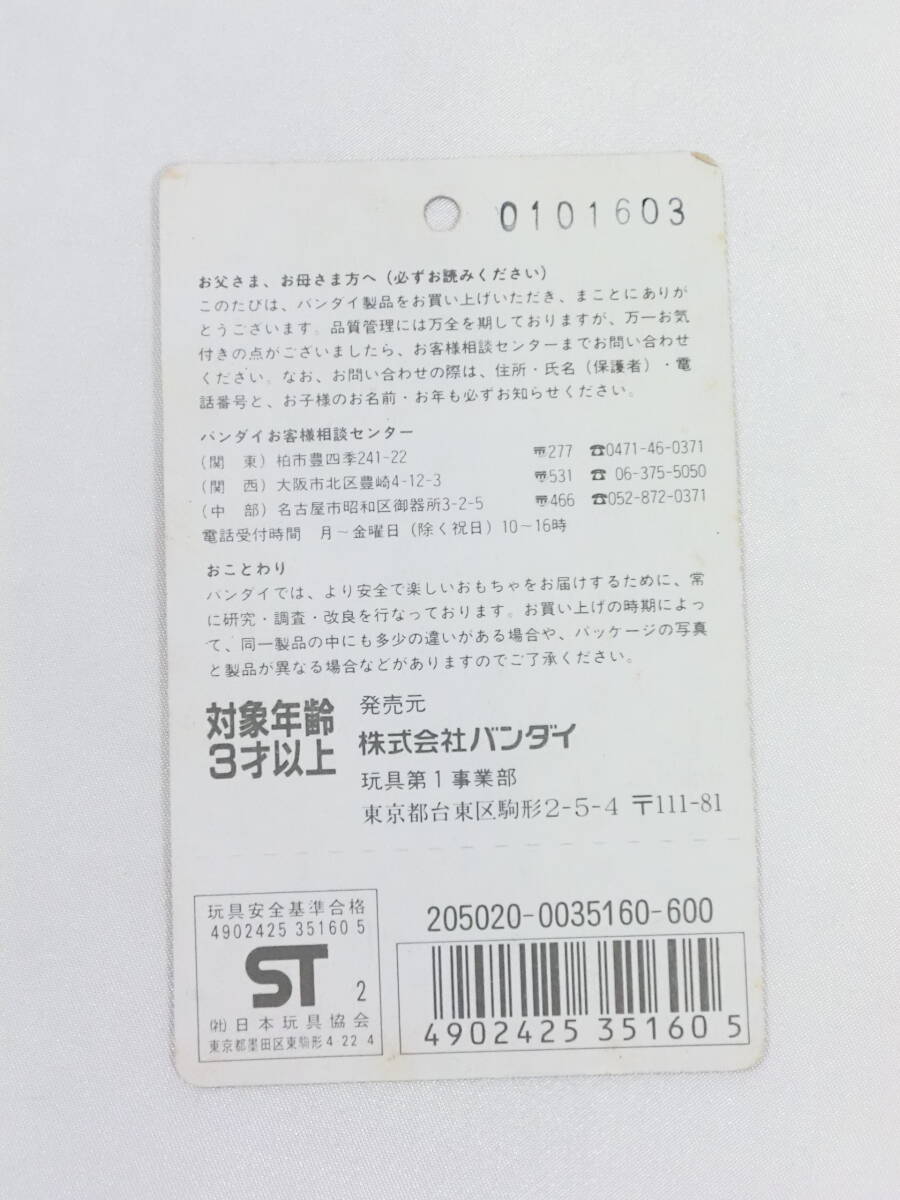 0101603
お父さま、お母さま方へ（必ずお読みください）
このたびは、バンダイ製品をお買い上げいただき、まことにありが
とうございます。品質管理には万全を期しておりますが、万一お気
付きの点がございましたら、お客様相談センターまでお問い合わせ
ください。なお、お問い合わせの際は、住所・氏名（保護者）・電
話番号と、お子様のお名前・お年も必ずお知らせください。
バンダイお客様相談センター
（関　東）柏市豊四季241-22　〠277　☎0471-46-0371
（関　西）大阪市北区豊崎4-12-3　〠531　☎06-375-5050
（中　部）名古屋市昭和区御器所3-2-5　〠466　☎052-872-0371
電話受付時間　月～金曜日（除く祝日）10～16時
おことわり
バンダイでは、より安全で楽しいおもちゃをお届けするために、常
に研究・調査・改良を行なっております。お買い上げの時期によっ
て、同一製品の中にも多少の違いがある場合や、パッケージの写真
と製品が異なる場合などがありますのでご了承ください。
対象年齢
3才以上
発売元
株式会社バンダイ
玩具第1事業部
東京都台東区駒形2-5-4 〒111-81
玩具安全基準合格
4902425 35160 5
ST 2
㈳日本玩具協会
東京都墨田区東駒形4-22-4
205020-0035160-600
4902425 35160 5